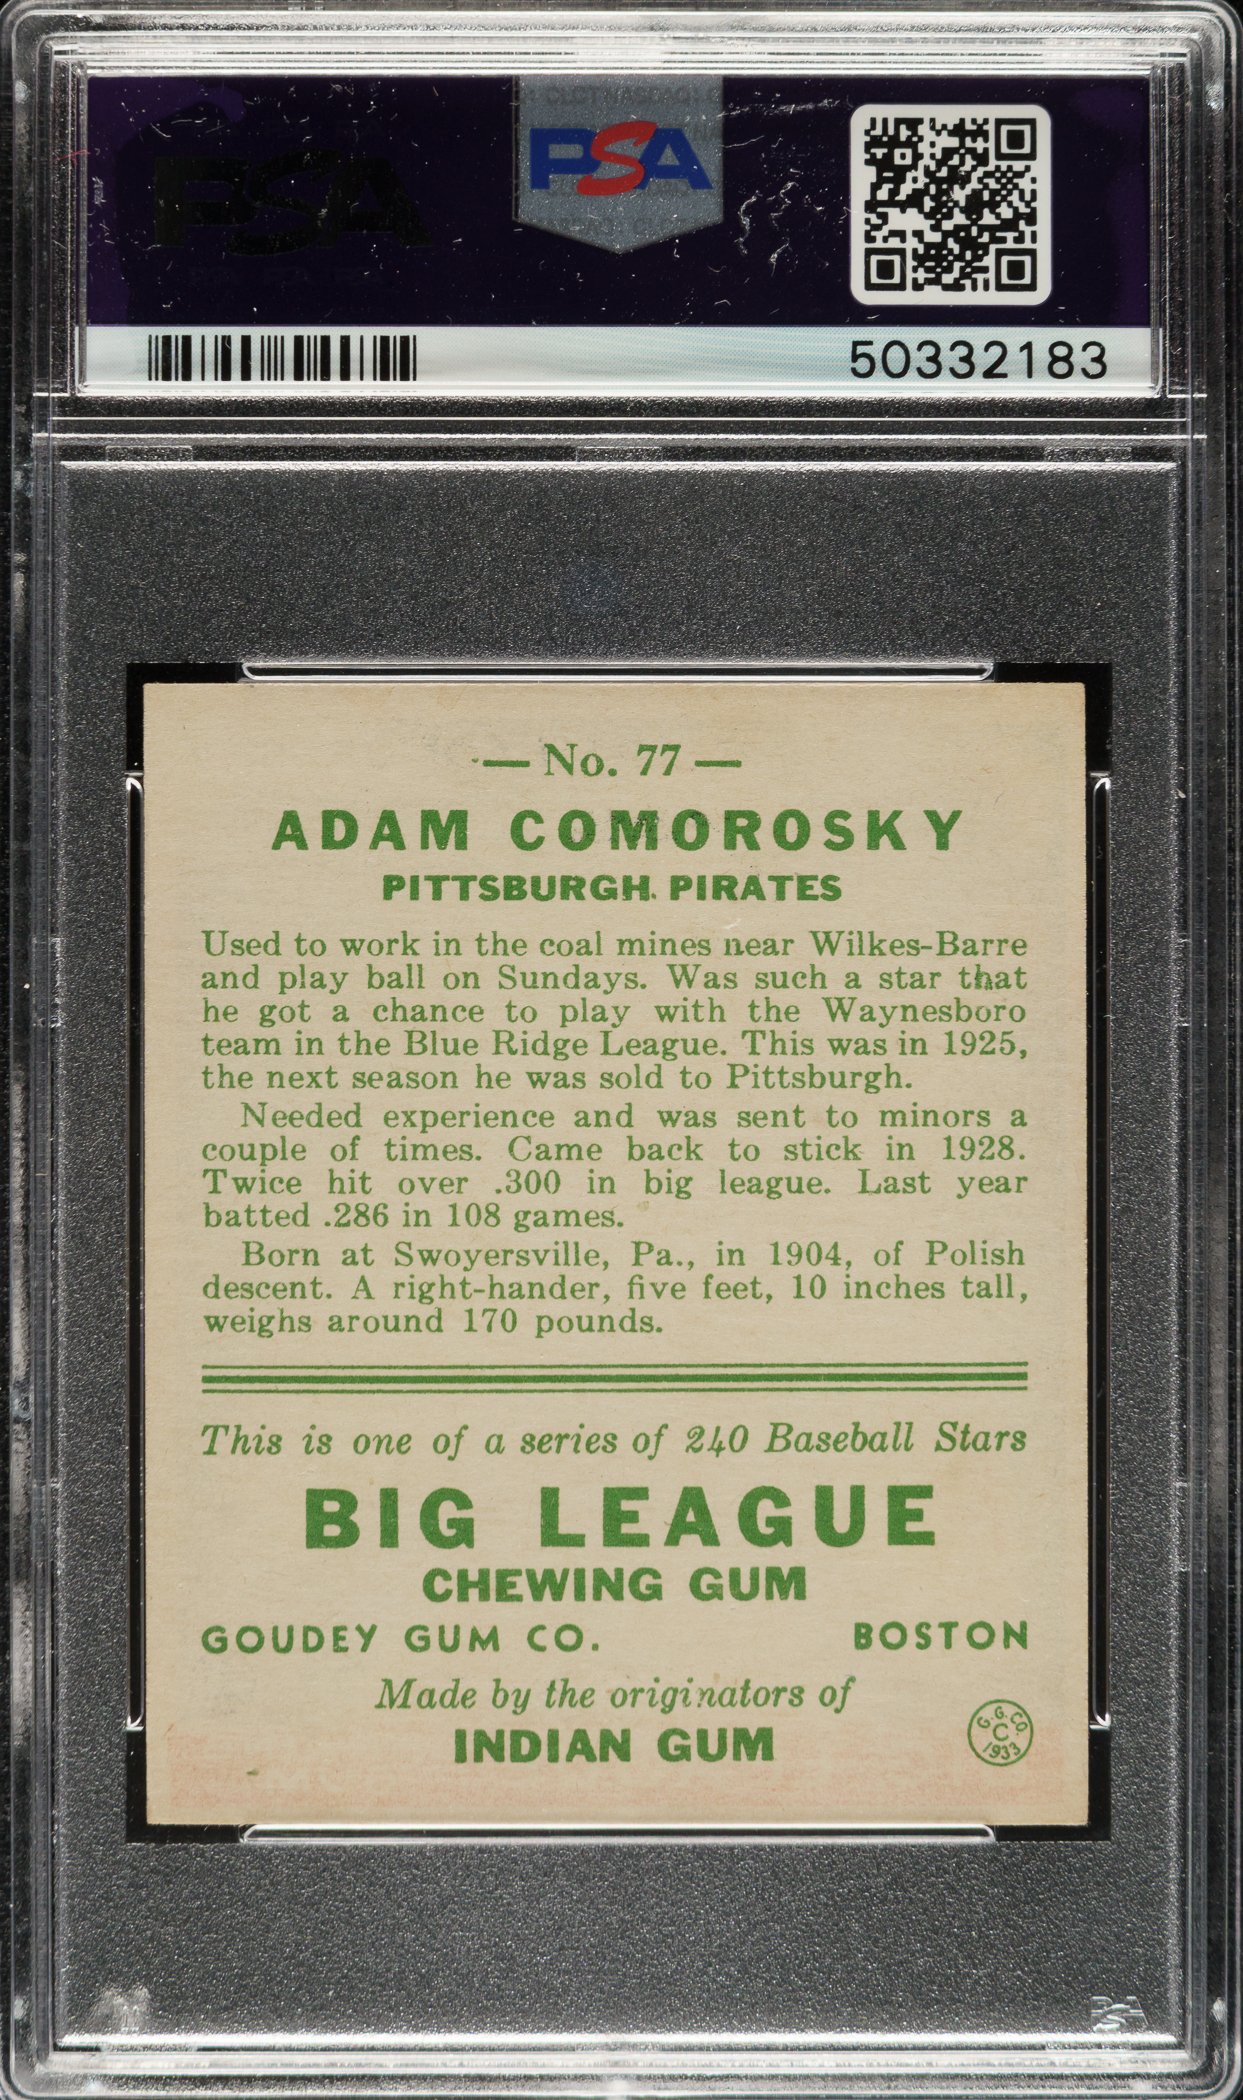 PSA
PSA
50332183
— No. 77 —
ADAM COMOROSKY
PITTSBURGH. PIRATES
Used to work in the coal mines near Wilkes-Barre
and play ball on Sundays. Was such a star that
he got a chance to play with the Waynesboro
team in the Blue Ridge League. This was in 1925,
the next season he was sold to Pittsburgh.
Needed experience and was sent to minors a
couple of times. Came back to stick in 1928.
Twice hit over .300 in big league. Last year
batted .286 in 108 games.
Born at Swoyersville, Pa., in 1904, of Polish
descent. A right-hander, five feet, 10 inches tall,
weighs around 170 pounds.
This is one of a series of 240 Baseball Stars
BIG LEAGUE
CHEWING GUM
GOUDEY GUM CO. BOSTON
Made by the originators of
INDIAN GUM
G. G. CO.
C
1933
PSA